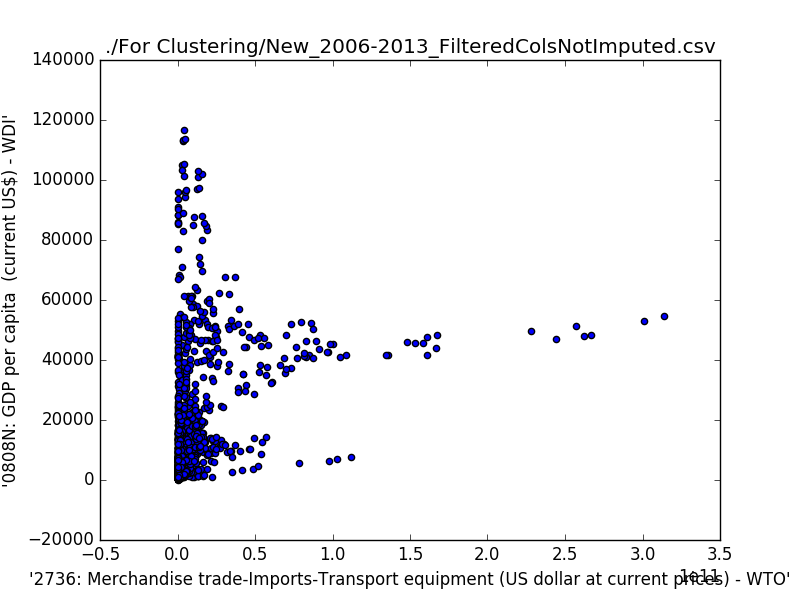 ./For Clustering/New_2006-2013_FilteredColsNotImputed.csv
140000
120000
100000
80000
60000
40000
20000
0
−20000
'0808N: GDP per capita  (current US$) - WDI'
−0.5 0.0 0.5 1.0 1.5 2.0 2.5 3.0 3.5
1e11
'2736: Merchandise trade-Imports-Transport equipment (US dollar at current prices) - WTO'